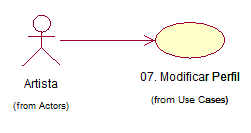 Artista
(from Actors)
07. Modificar Perfil
(from Use Cases)